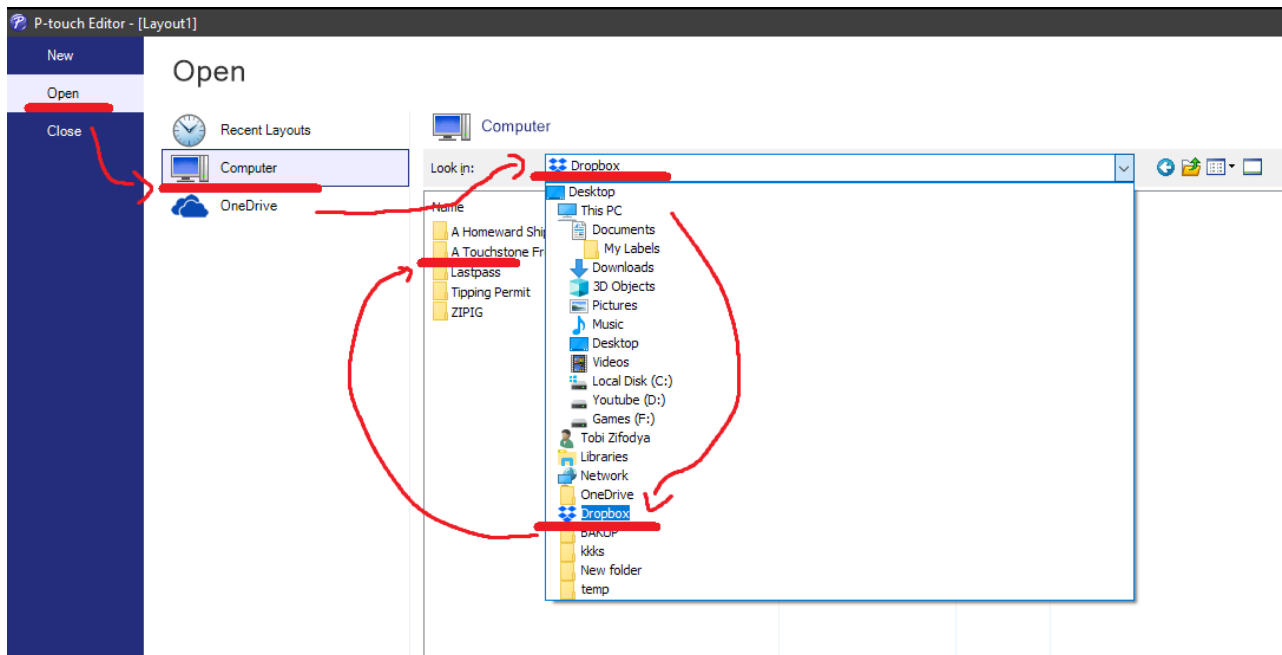 P-touch Editor - [Layout1]
New
Open
Close
Open
Recent Layouts
Computer
OneDrive
Computer
Look in:
Dropbox
Name
A Homeward Ship
A Touchstone Fr
Lastpass
Tipping Permit
ZIPIG
Desktop
This PC
Documents
My Labels
Downloads
3D Objects
Pictures
Music
Desktop
Videos
Local Disk (C:)
Youtube (D:)
Games (F:)
Tobi Zifodya
Libraries
Network
OneDrive
Dropbox
BAKUP
kkks
New folder
temp